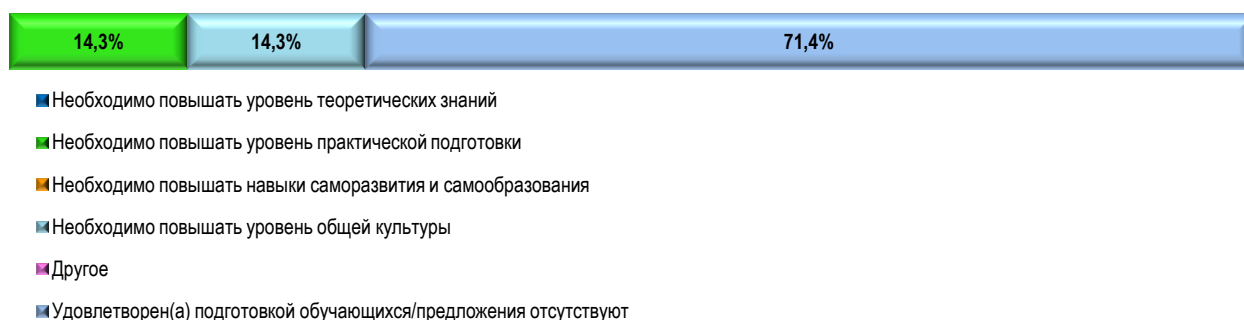 14,3% 14,3% 71,4%
Необходимо повышать уровень теоретических знаний
Необходимо повышать уровень практической подготовки
Необходимо повышать навыки саморазвития и самообразования
Необходимо повышать уровень общей культуры
Другое
Удовлетворен(а) подготовкой обучающихся/предложения отсутствуют